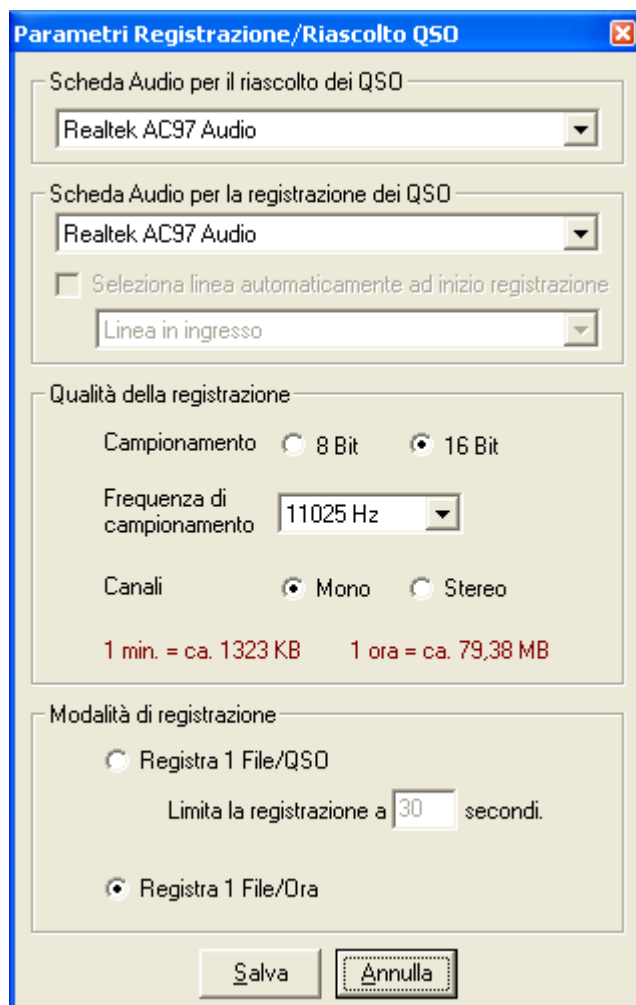 Parametri Registrazione/Riascolto QSO
Scheda Audio per il riascolto dei QSO
Realtek AC97 Audio
Scheda Audio per la registrazione dei QSO
Realtek AC97 Audio
Seleziona linea automaticamente ad inizio registrazione
Linea in ingresso
Qualità della registrazione
Campionamento 8 Bit 16 Bit
Frequenza di
campionamento
11025 Hz
Canali Mono Stereo
1 min. = ca. 1323 KB 1 ora = ca. 79,38 MB
Modalità di registrazione
Registra 1 File/QSO
Limita la registrazione a 30 secondi.
Registra 1 File/Ora
Salva Annulla